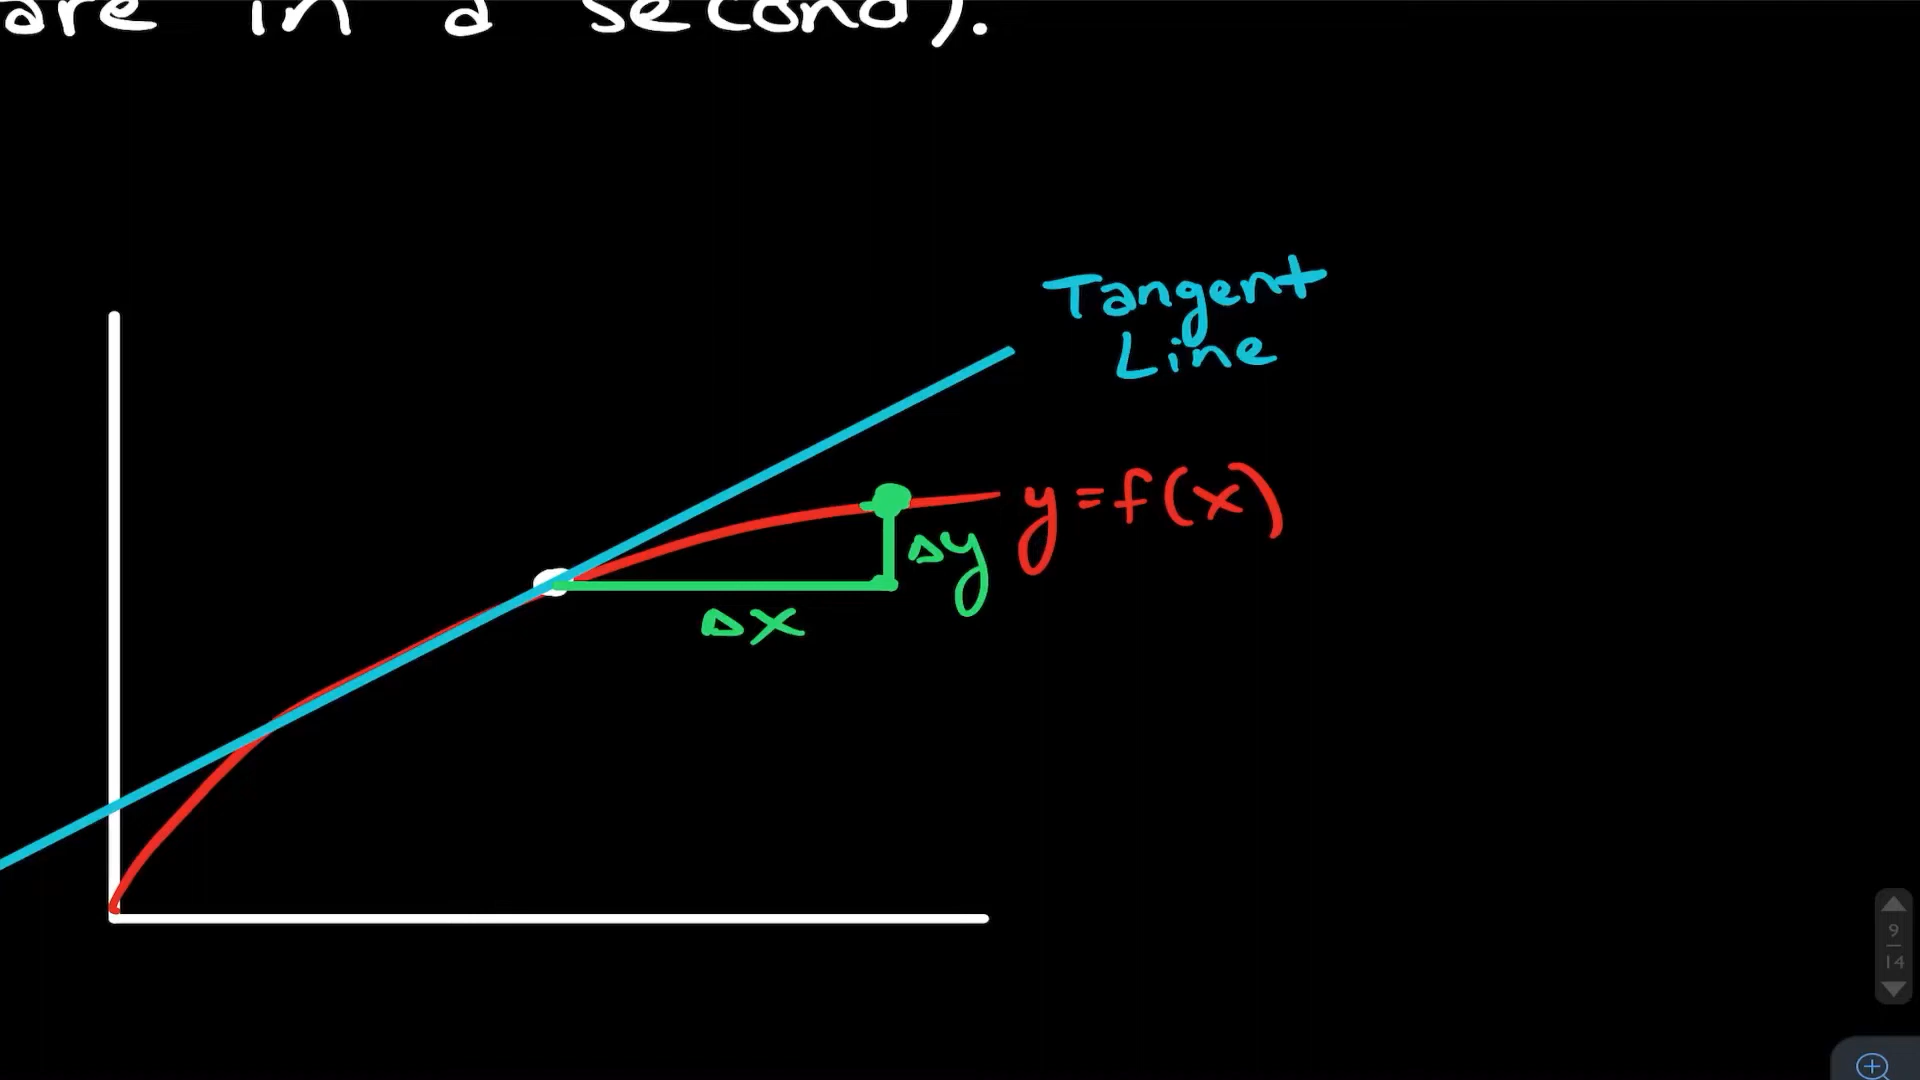 are in a second).
Tangent
Line
y=f(x)
Δy
Δx
9
14